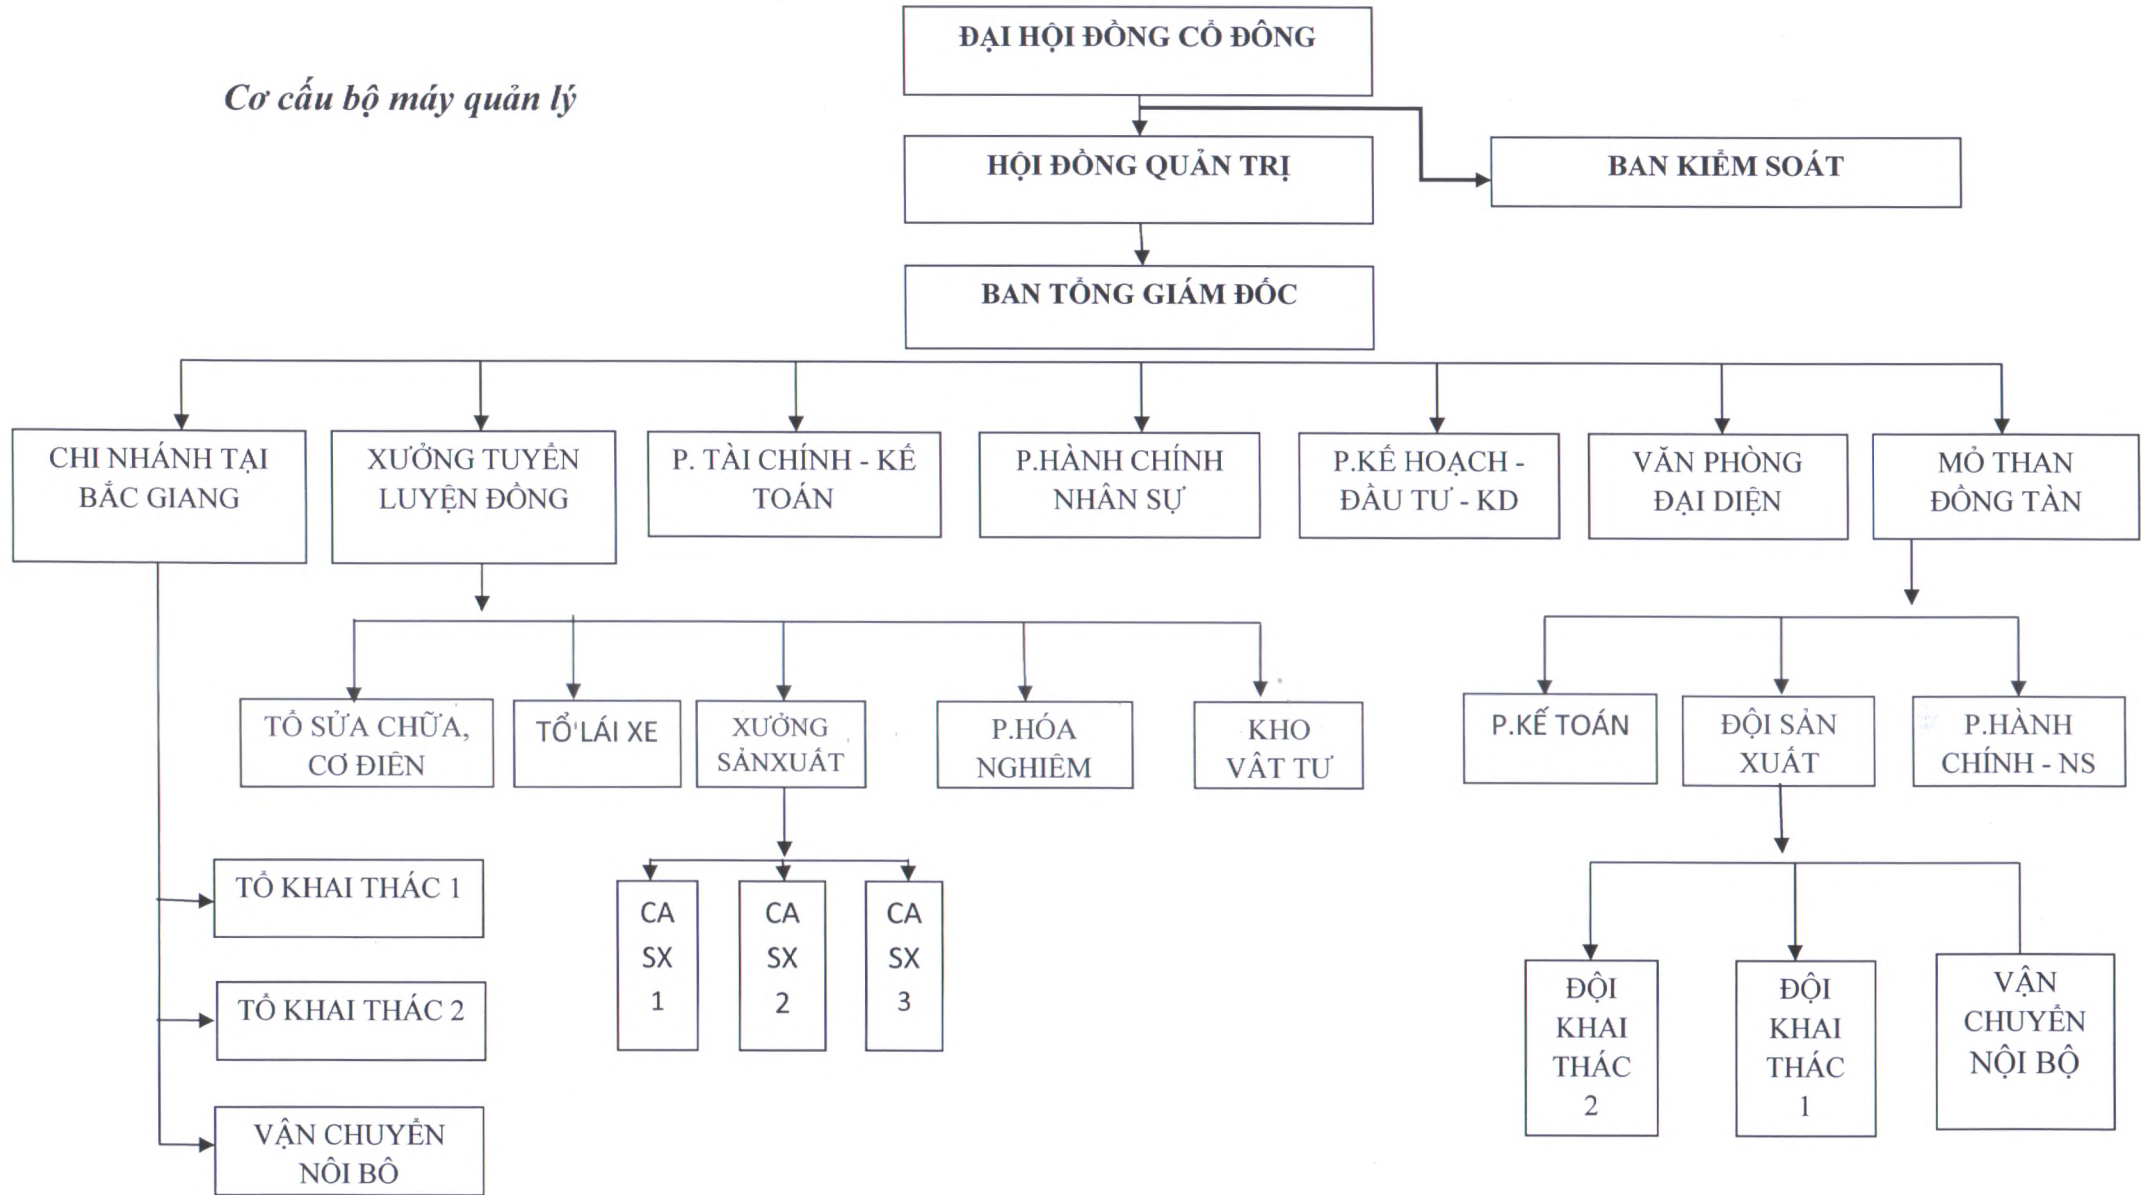 ĐẠI HỘI ĐỒNG CỔ ĐÔNG
Cơ cấu bộ máy quản lý
HỘI ĐỒNG QUẢN TRỊ
BAN KIỂM SOÁT
BAN TỔNG GIÁM ĐỐC
CHI NHÁNH TẠI
BẮC GIANG
XƯỞNG TUYỂN
LUYỆN ĐỒNG
P. TÀI CHÍNH - KẾ
TOÁN
P.HÀNH CHÍNH
NHÂN SỰ
P.KẾ HOẠCH -
ĐẦU TƯ - KD
VĂN PHÒNG
ĐẠI DIỆN
MỎ THAN
ĐỒNG TÀN
TỔ SỬA CHỮA,
CƠ ĐIÊN
TỔ LÁI XE
XƯỞNG
SẢNXUẤT
P.HÓA
NGHIÊM
KHO
VÂT TƯ
P.KẾ TOÁN
ĐỘI SẢN
XUẤT
P.HÀNH
CHÍNH - NS
TỔ KHAI THÁC 1
TỔ KHAI THÁC 2
VẬN CHUYỂN
NÔI BÔ
CA
SX
1
CA
SX
2
CA
SX
3
ĐỘI
KHAI
THÁC
2
ĐỘI
KHAI
THÁC
1
VẬN
CHUYỂN
NỘI BỘ